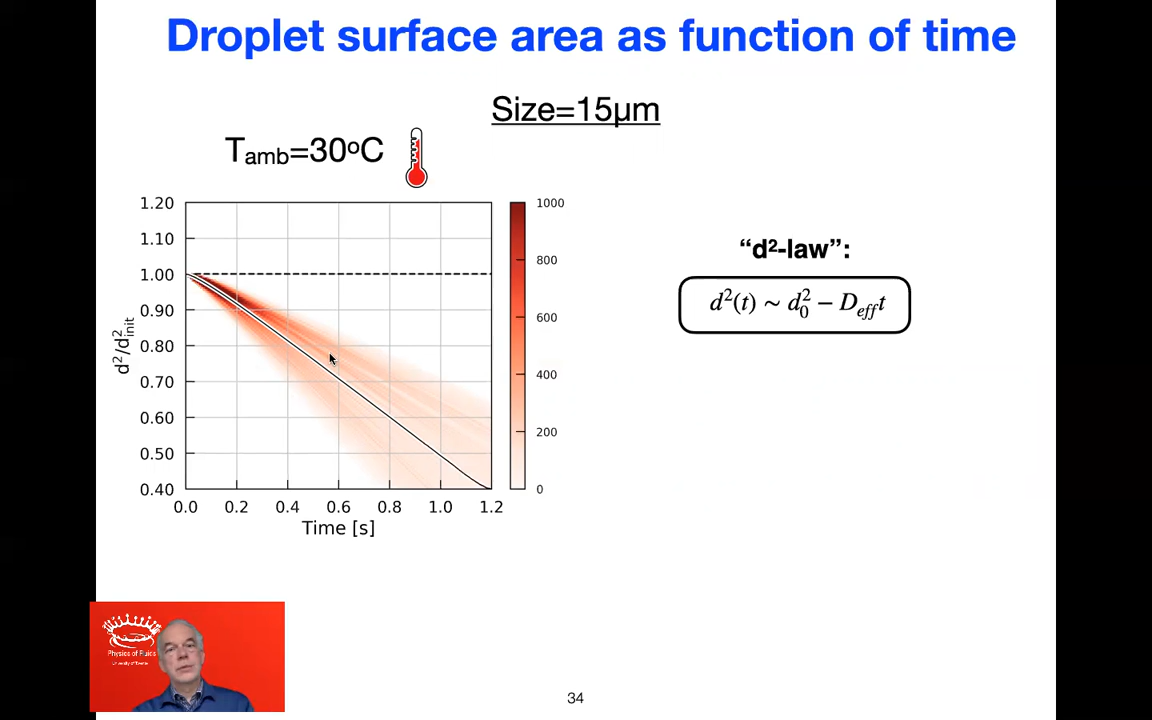 Droplet surface area as function of time
Size=15μm
Tamb=30ºC
1.20
1.10
1.00
0.90
0.80
0.70
0.60
0.50
0.40
d²/d²init
0.0 0.2 0.4 0.6 0.8 1.0 1.2
Time [s]
1000
800
600
400
200
0
“d²-law”:
d²(t) ~ d₀² − Defft
Physics of Fluids
University of Twente
34